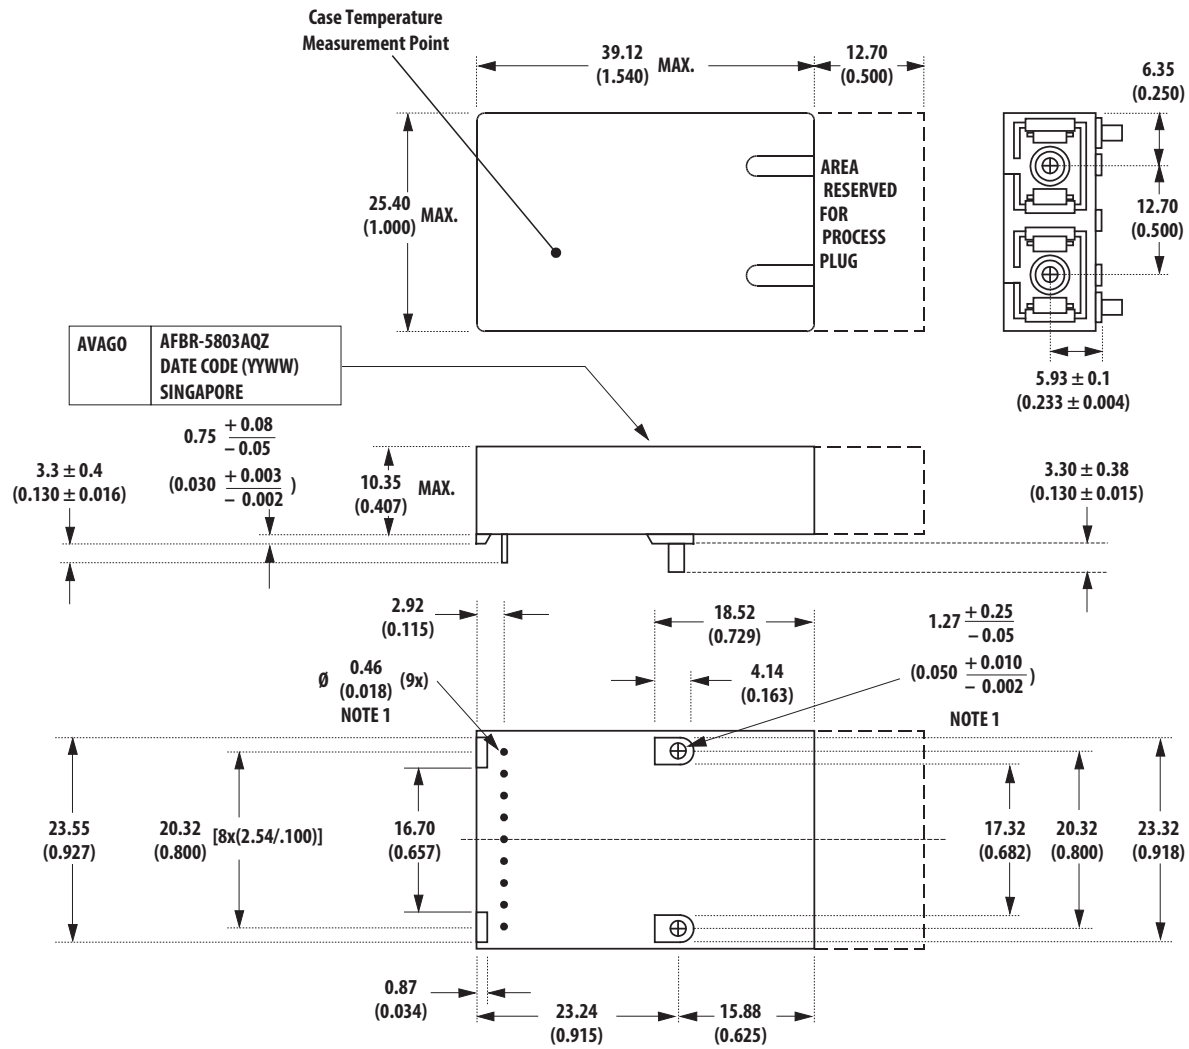 Case Temperature
Measurement Point
39.12
(1.540) MAX.
12.70
(0.500)
6.35
(0.250)
25.40
(1.000) MAX.
AREA
RESERVED
FOR
PROCESS
PLUG
12.70
(0.500)
AVAGO
AFBR-5803AQZ
DATE CODE (YYWW)
SINGAPORE
5.93 ± 0.1
(0.233 ± 0.004)
0.75 + 0.08
– 0.05
(0.030 + 0.003
– 0.002 )
3.3 ± 0.4
(0.130 ± 0.016)
10.35
(0.407) MAX.
3.30 ± 0.38
(0.130 ± 0.015)
2.92
(0.115)
18.52
(0.729)
1.27 + 0.25
– 0.05
(0.050 + 0.010
– 0.002 )
NOTE 1
Ø 0.46
(0.018) (9x)
NOTE 1
4.14
(0.163)
23.55
(0.927)
20.32
(0.800) [8x(2.54/.100)]
16.70
(0.657)
17.32
(0.682)
20.32
(0.800)
23.32
(0.918)
0.87
(0.034)
23.24
(0.915)
15.88
(0.625)